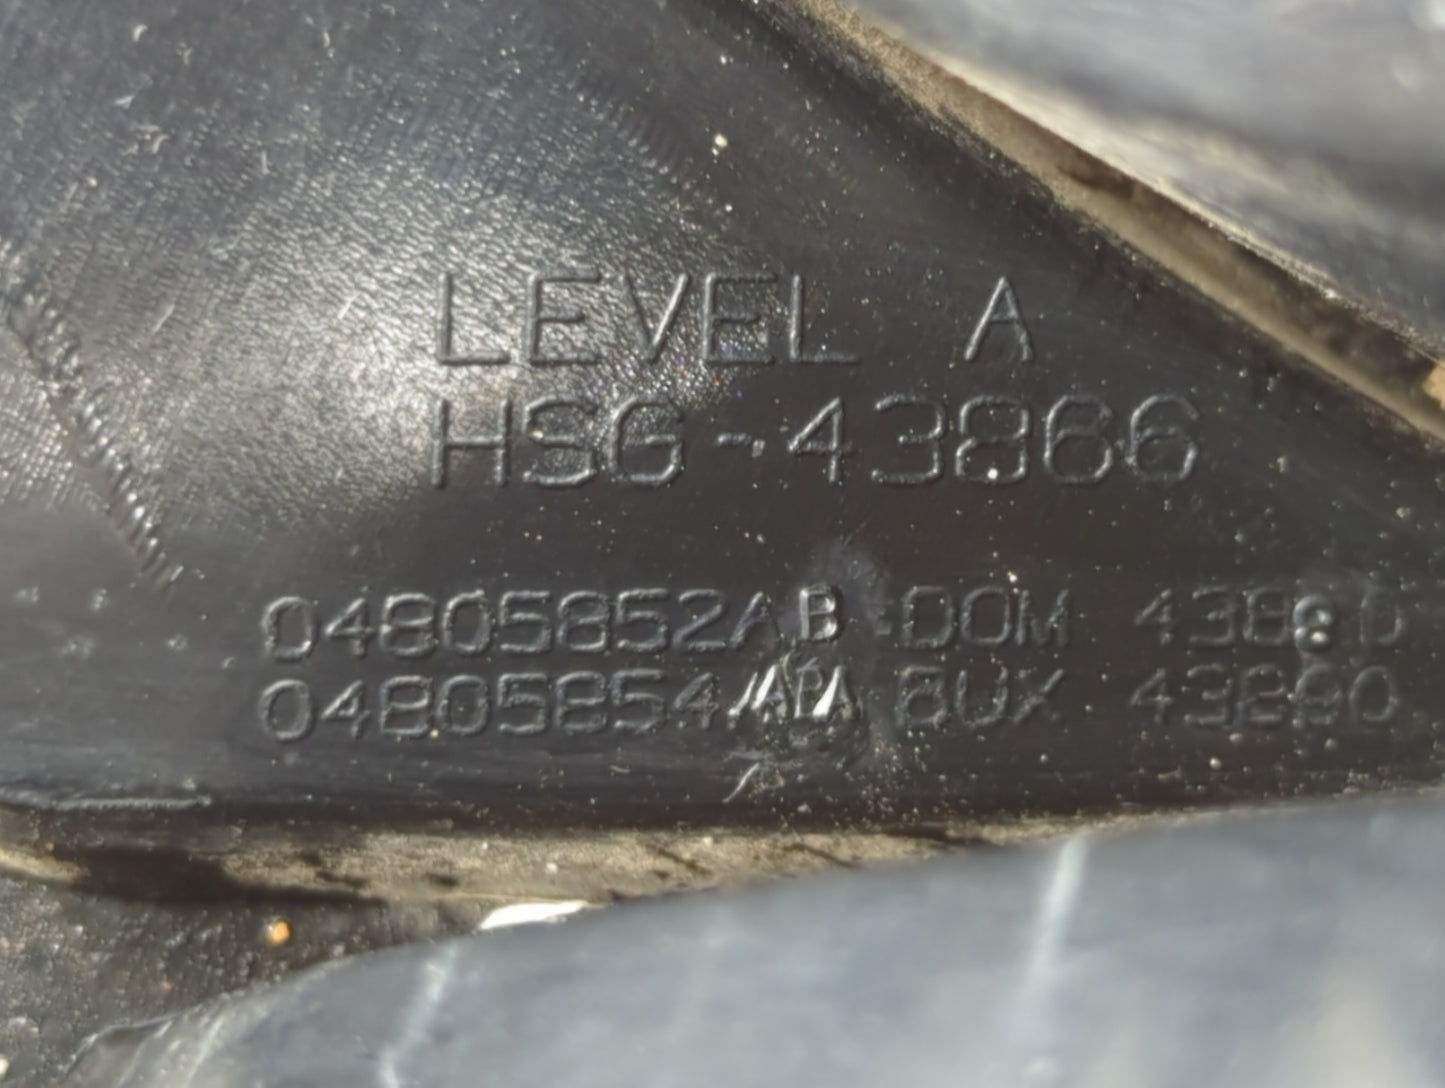 LEVEL A
HSG-43866
04805852AB DOM
04805854 BUX 43890